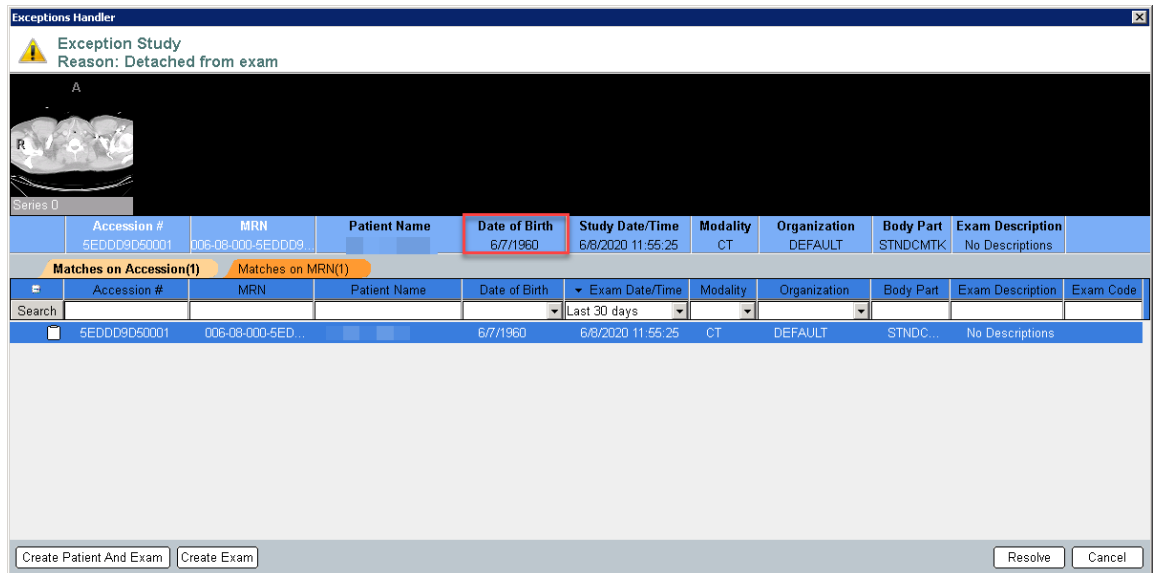 Exceptions Handler
Exception Study
Reason: Detached from exam
A
R
Series 0
Accession # MRN Patient Name Date of Birth Study Date/Time Modality Organization Body Part Exam Description
5EDDD9D50001 006-08-000-5EDDD9... 6/7/1960 6/8/2020 11:55:25 CT DEFAULT STNDCMTK No Descriptions
Matches on Accession(1) Matches on MRN(1)
Accession # MRN Patient Name Date of Birth Exam Date/Time Modality Organization Body Part Exam Description Exam Code
Search Last 30 days
5EDDD9D50001 006-08-000-5ED... 6/7/1960 6/8/2020 11:55:25 CT DEFAULT STNDC... No Descriptions
Create Patient And Exam Create Exam Resolve Cancel